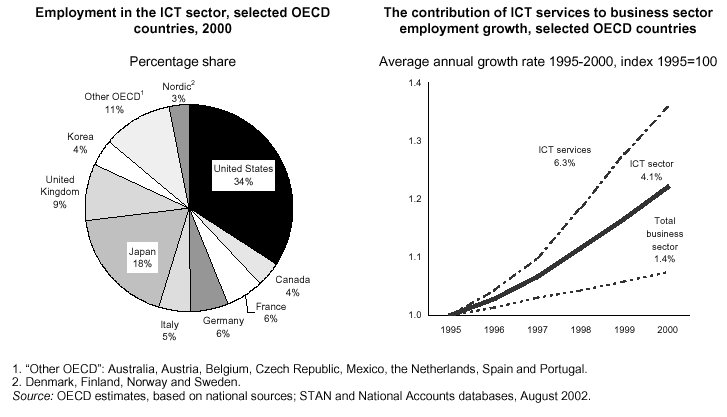 Employment in the ICT sector, selected OECD
countries, 2000
Percentage share
Nordic2
3%
Other OECD1
11%
Korea
4%
United
Kingdom
9%
Japan
18%
Italy
5%
Germany
6%
France
6%
Canada
4%
United States
34%
The contribution of ICT services to business sector
employment growth, selected OECD countries
Average annual growth rate 1995-2000, index 1995=100
1.4
1.3
1.2
1.1
1.0
ICT services
6.3%
ICT sector
4.1%
Total
business
sector
1.4%
1995 1996 1997 1998 1999 2000
1. “Other OECD”: Australia, Austria, Belgium, Czech Republic, Mexico, the Netherlands, Spain and Portugal.
2. Denmark, Finland, Norway and Sweden.
Source: OECD estimates, based on national sources; STAN and National Accounts databases, August 2002.